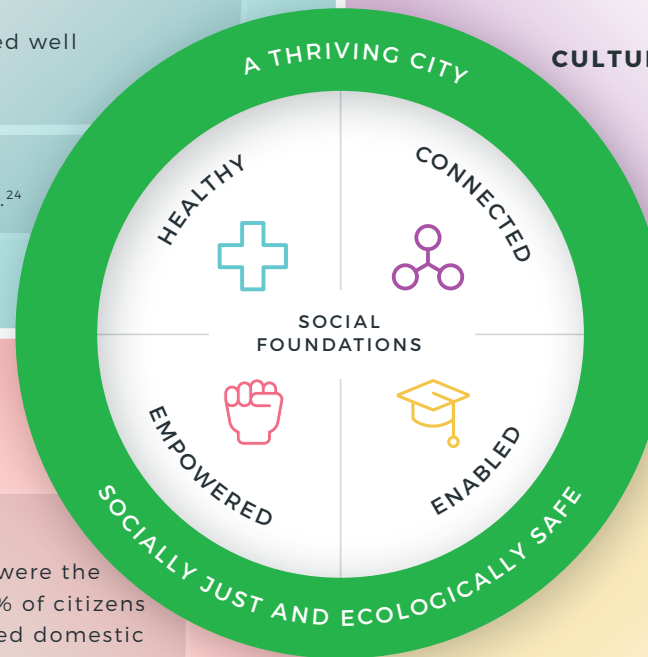 ed well
.²⁴
CULTU
A THRIVING CITY
HEALTHY
CONNECTED
SOCIAL
FOUNDATIONS
EMPOWERED
ENABLED
SOCIALLY JUST AND ECOLOGICALLY SAFE
were the
% of citizens
ed domestic